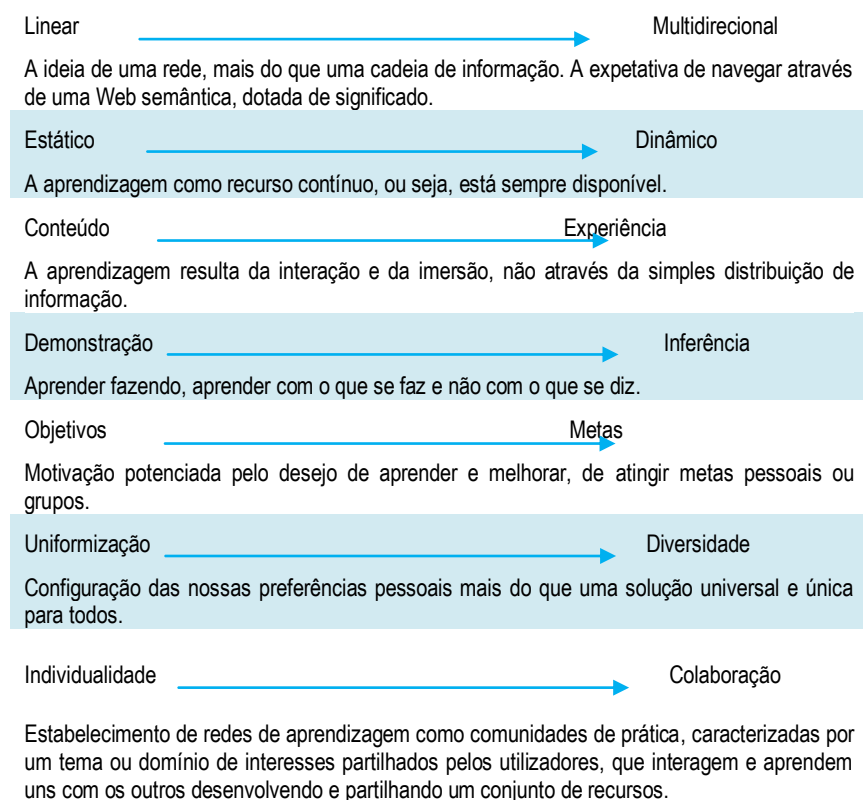 Linear Multidirecional
A ideia de uma rede, mais do que uma cadeia de informação. A expetativa de navegar através
de uma Web semântica, dotada de significado.
Estático Dinâmico
A aprendizagem como recurso contínuo, ou seja, está sempre disponível.
Conteúdo Experiência
A aprendizagem resulta da interação e da imersão, não através da simples distribuição de
informação.
Demonstração Inferência
Aprender fazendo, aprender com o que se faz e não com o que se diz.
Objetivos Metas
Motivação potenciada pelo desejo de aprender e melhorar, de atingir metas pessoais ou
grupos.
Uniformização Diversidade
Configuração das nossas preferências pessoais mais do que uma solução universal e única
para todos.
Individualidade Colaboração
Estabelecimento de redes de aprendizagem como comunidades de prática, caracterizadas por
um tema ou domínio de interesses partilhados pelos utilizadores, que interagem e aprendem
uns com os outros desenvolvendo e partilhando um conjunto de recursos.